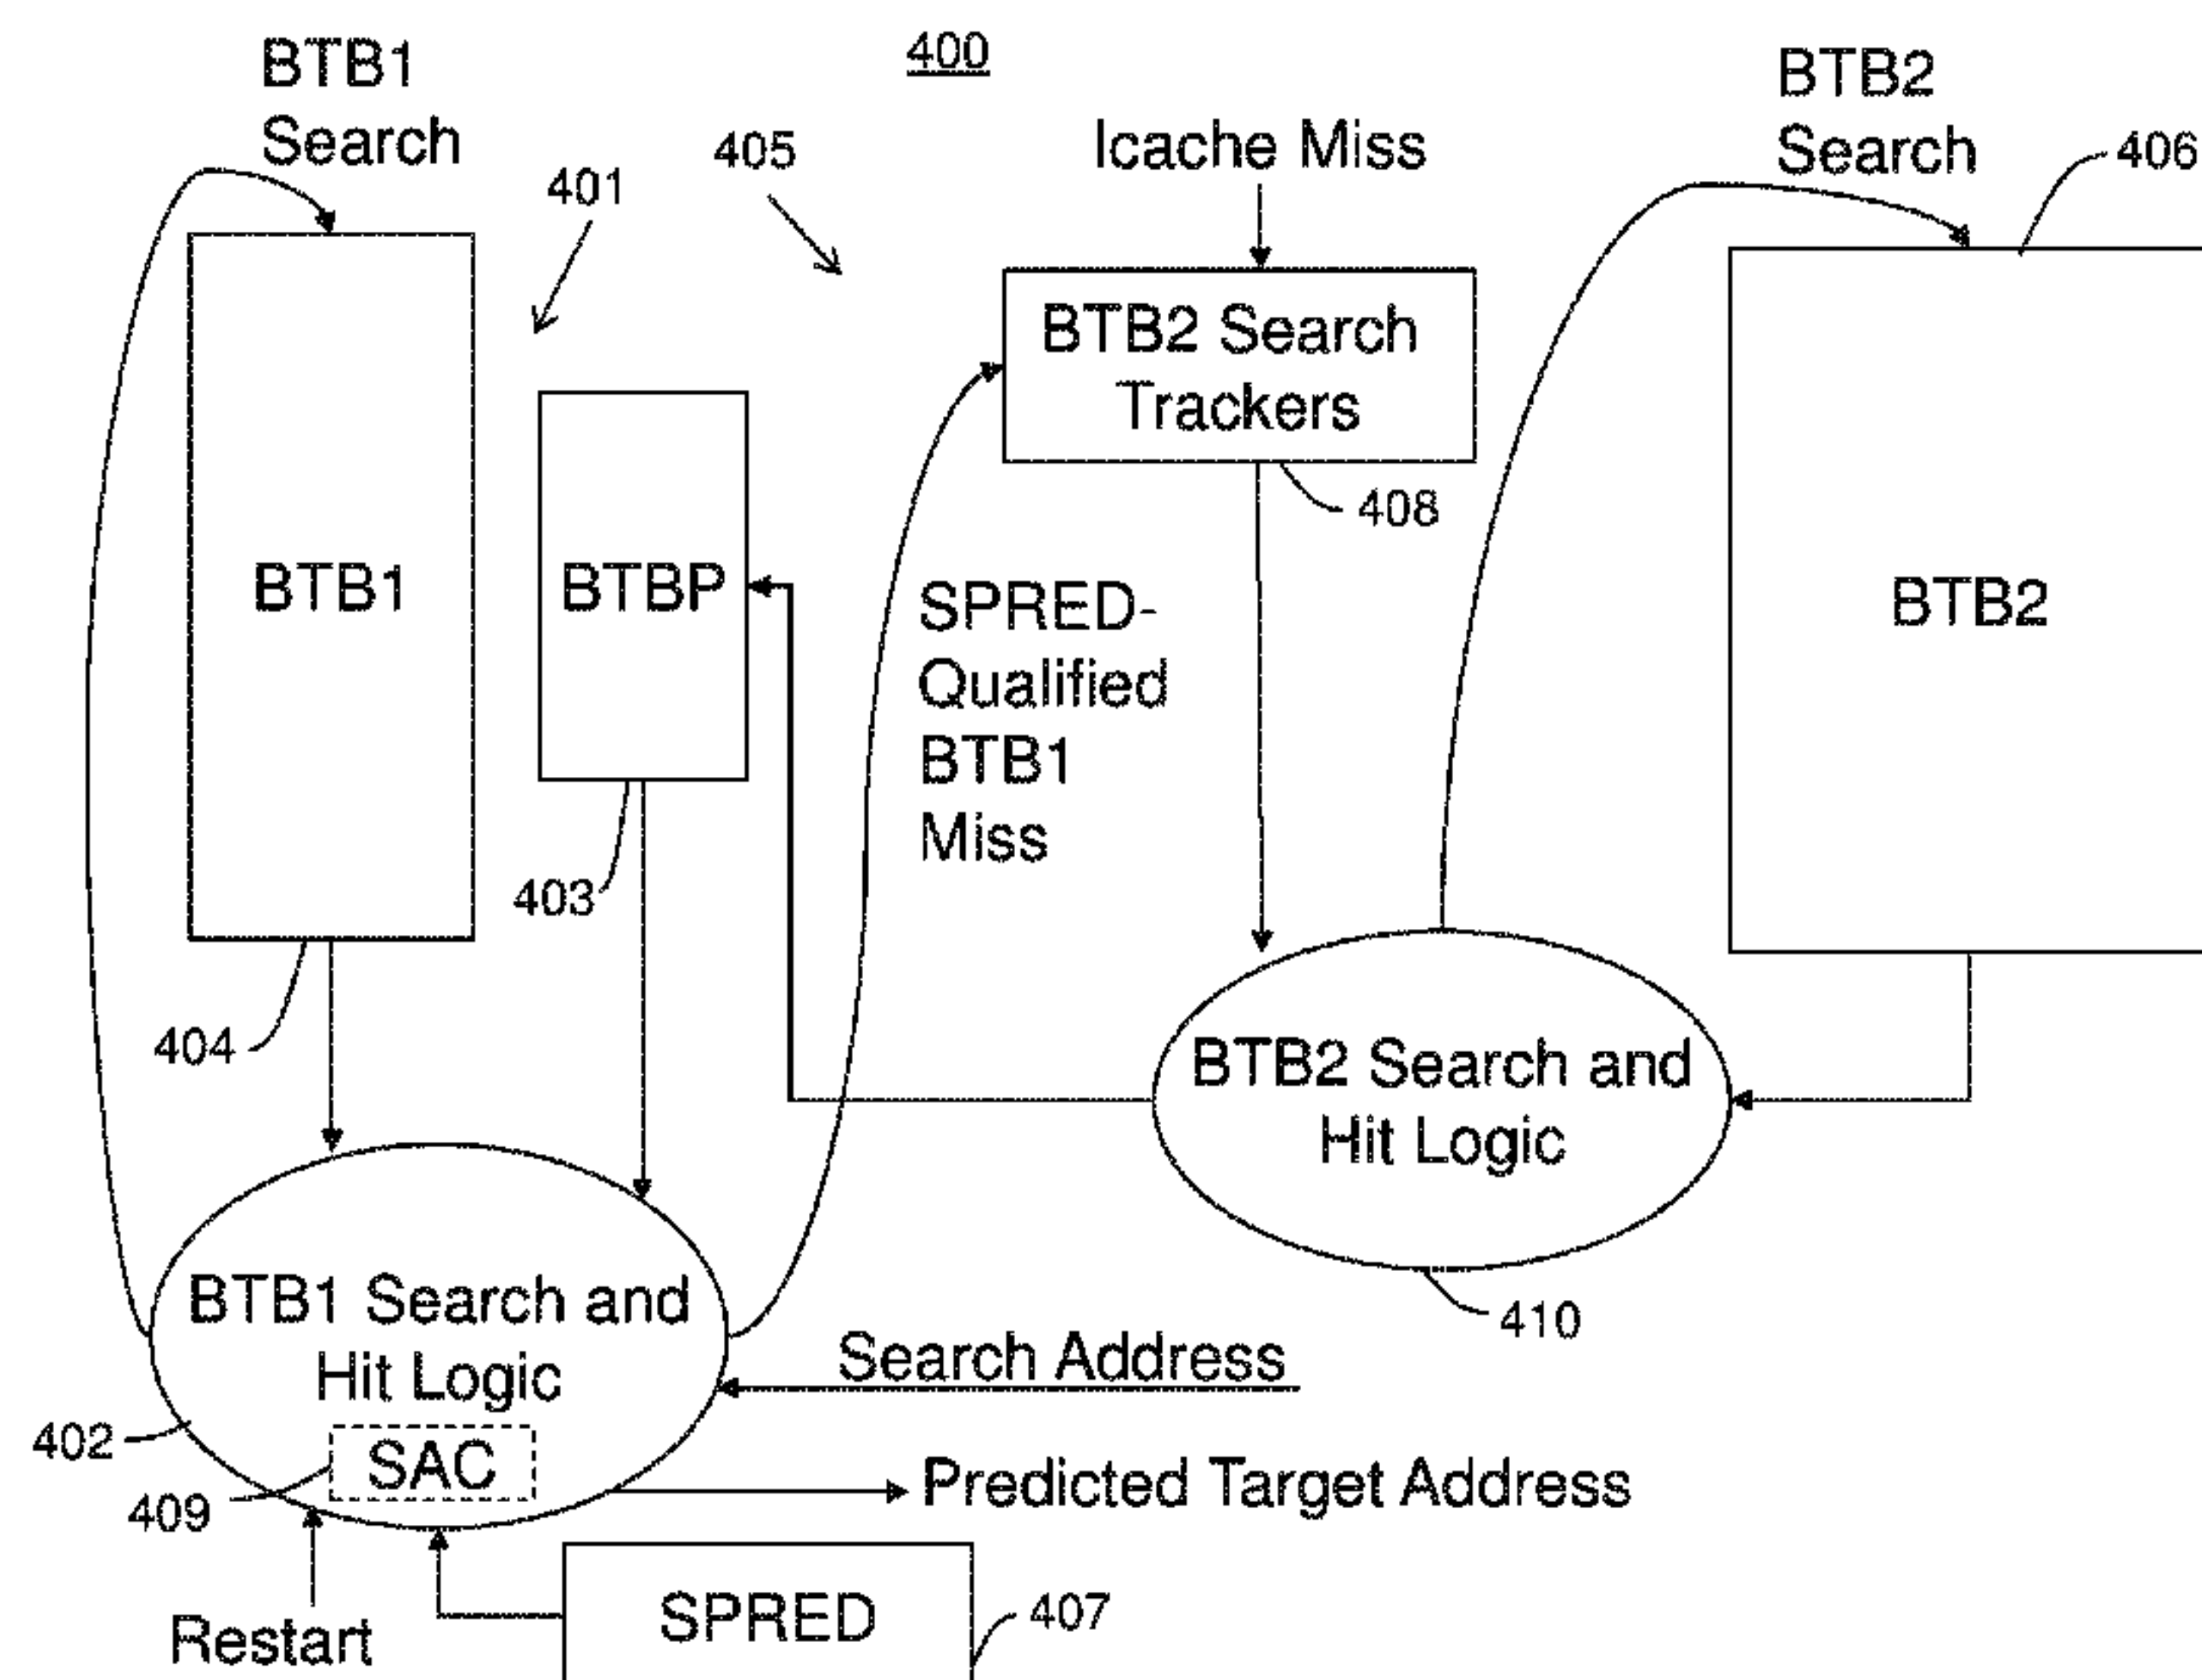 400
BTB1
Search
401
405
Icache Miss
BTB2
Search
406
BTB2 Search
Trackers
408
BTB1
BTBP
SPRED-
Qualified
BTB1
Miss
BTB2
403
404
BTB2 Search and
Hit Logic
410
BTB1 Search and
Hit Logic
SAC
402
409
Search Address
Predicted Target Address
Restart
SPRED
407